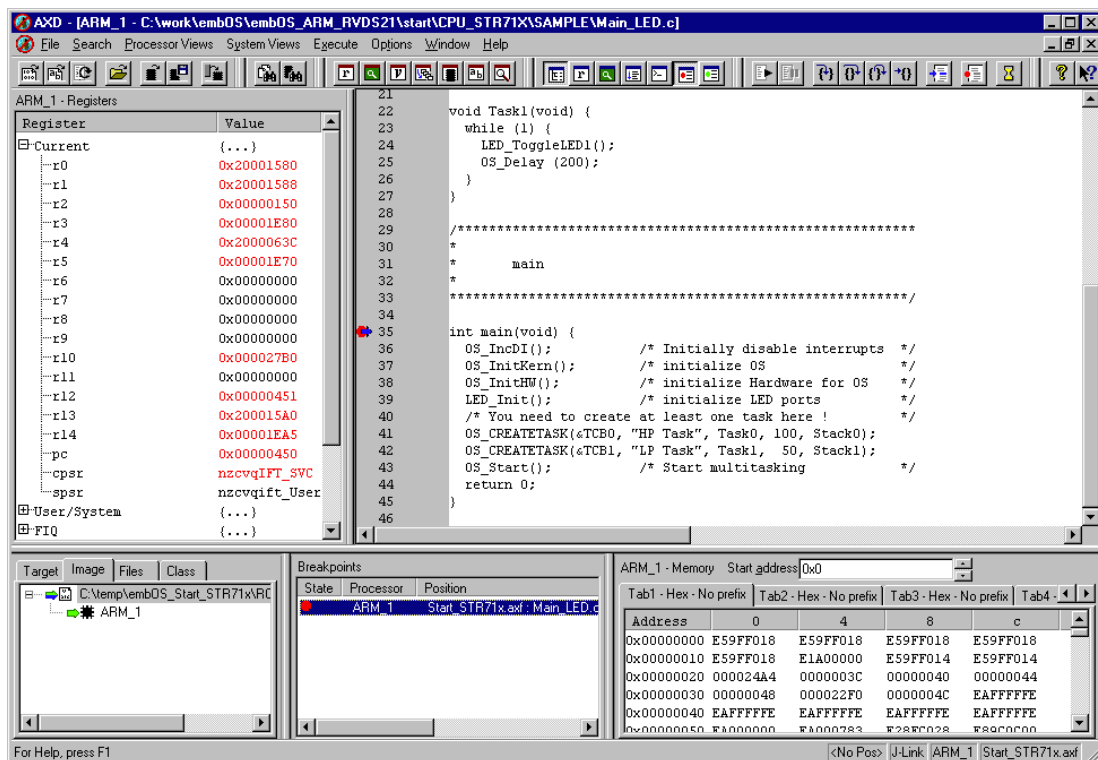 AXD - [ARM_1 - C:\work\embOS\embOS_ARM_RVDS21\start\CPU_STR71X\SAMPLE\Main_LED.c]
File Search Processor Views System Views Execute Options Window Help
ARM_1 - Registers
Register Value
Current {...}
r0 0x20001580
r1 0x20001588
r2 0x00000150
r3 0x00001E80
r4 0x2000063C
r5 0x00001E70
r6 0x00000000
r7 0x00000000
r8 0x00000000
r9 0x00000000
r10 0x000027B0
r11 0x00000000
r12 0x00000451
r13 0x200015A0
r14 0x00001EA5
pc 0x00000450
cpsr nzcvqIFT_SVC
spsr nzcvqift_User
User/System {...}
FIQ {...}
21
22 void Task1(void) {
23 while (1) {
24 LED_ToggleLED1();
25 OS_Delay (200);
26 }
27 }
28
29 /**********************************************************
30 *
31 * main
32 *
33 **********************************************************/
34
35 int main(void) {
36 OS_IncDI(); /* Initially disable interrupts */
37 OS_InitKern(); /* initialize OS */
38 OS_InitHW(); /* initialize Hardware for OS */
39 LED_Init(); /* initialize LED ports */
40 /* You need to create at least one task here ! */
41 OS_CREATETASK(&TCB0, "HP Task", Task0, 100, Stack0);
42 OS_CREATETASK(&TCB1, "LP Task", Task1, 50, Stack1);
43 OS_Start(); /* Start multitasking */
44 return 0;
45 }
46
Target Image Files Class
C:\temp\embOS_Start_STR71x\RC
ARM_1
Breakpoints
State Processor Position
ARM_1 Start_STR71x.axf : Main_LED.c
ARM_1 - Memory Start address 0x0
Tab1 - Hex - No prefix Tab2 - Hex - No prefix Tab3 - Hex - No prefix Tab4 -
Address 0 4 8 c
0x00000000 E59FF018 E59FF018 E59FF018 E59FF018
0x00000010 E59FF018 E1A00000 E59FF014 E59FF014
0x00000020 000024A4 0000003C 00000040 00000044
0x00000030 00000048 000022F0 0000004C EAFFFFFE
0x00000040 EAFFFFFE EAFFFFFE EAFFFFFE EAFFFFFE
0x00000050 EA000000 EA000783 E28FC028 E89C0C00
For Help, press F1
<No Pos> J-Link ARM_1 Start_STR71x.axf